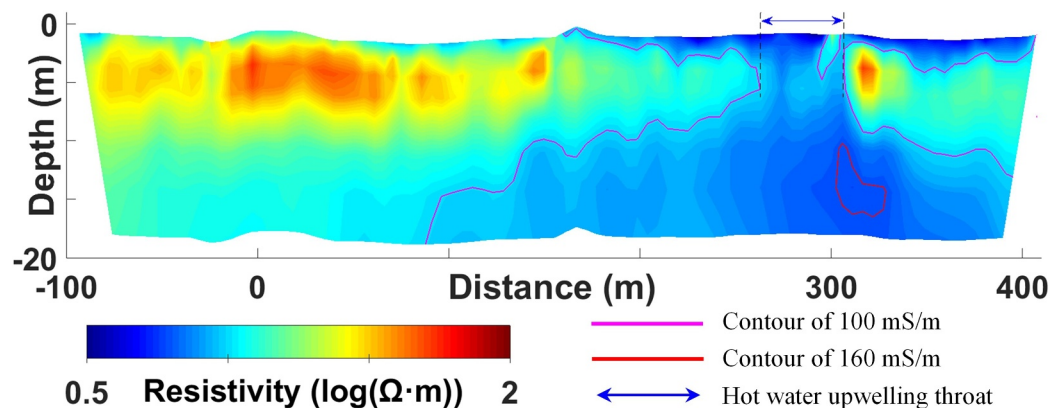 0
Depth (m)
-20
-100
0
Distance (m)
300
400
0.5
Resistivity (log(Ω·m))
2
Contour of 100 mS/m
Contour of 160 mS/m
Hot water upwelling throat